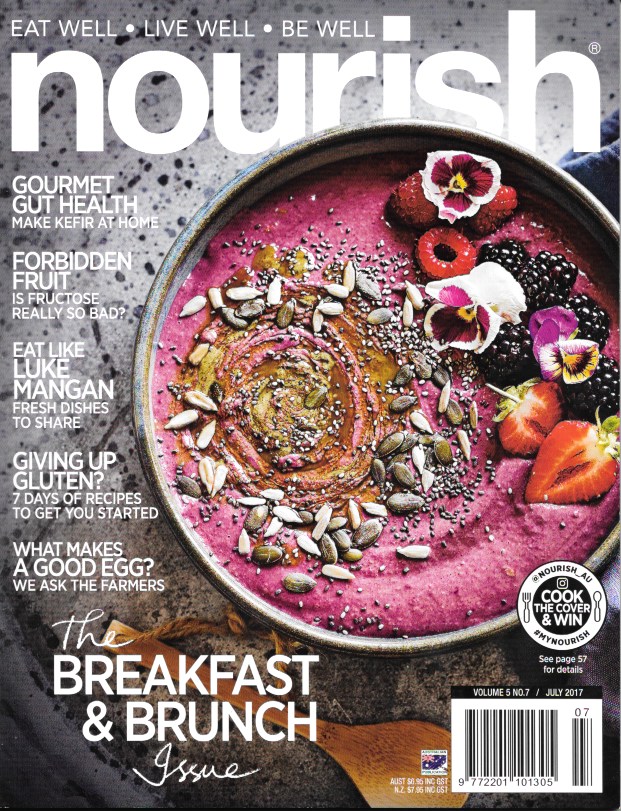 EAT WELL • LIVE WELL • BE WELL
nourish®
GOURMET
GUT HEALTH
MAKE KEFIR AT HOME
FORBIDDEN
FRUIT
IS FRUCTOSE
REALLY SO BAD?
EAT LIKE
LUKE
MANGAN
FRESH DISHES
TO SHARE
GIVING UP
GLUTEN?
7 DAYS OF RECIPES
TO GET YOU STARTED
WHAT MAKES
A GOOD EGG?
WE ASK THE FARMERS
The
BREAKFAST
& BRUNCH
Issue
@NOURISH_AU
COOK
THE COVER
& WIN
#MYNOURISH
See page 57
for details
VOLUME 5 NO.7 / JULY 2017
07
9 772201 101305
AUSTRALIAN
PUBLICATION
AUST $6.95 INC GST
N.Z. $7.95 INC GST